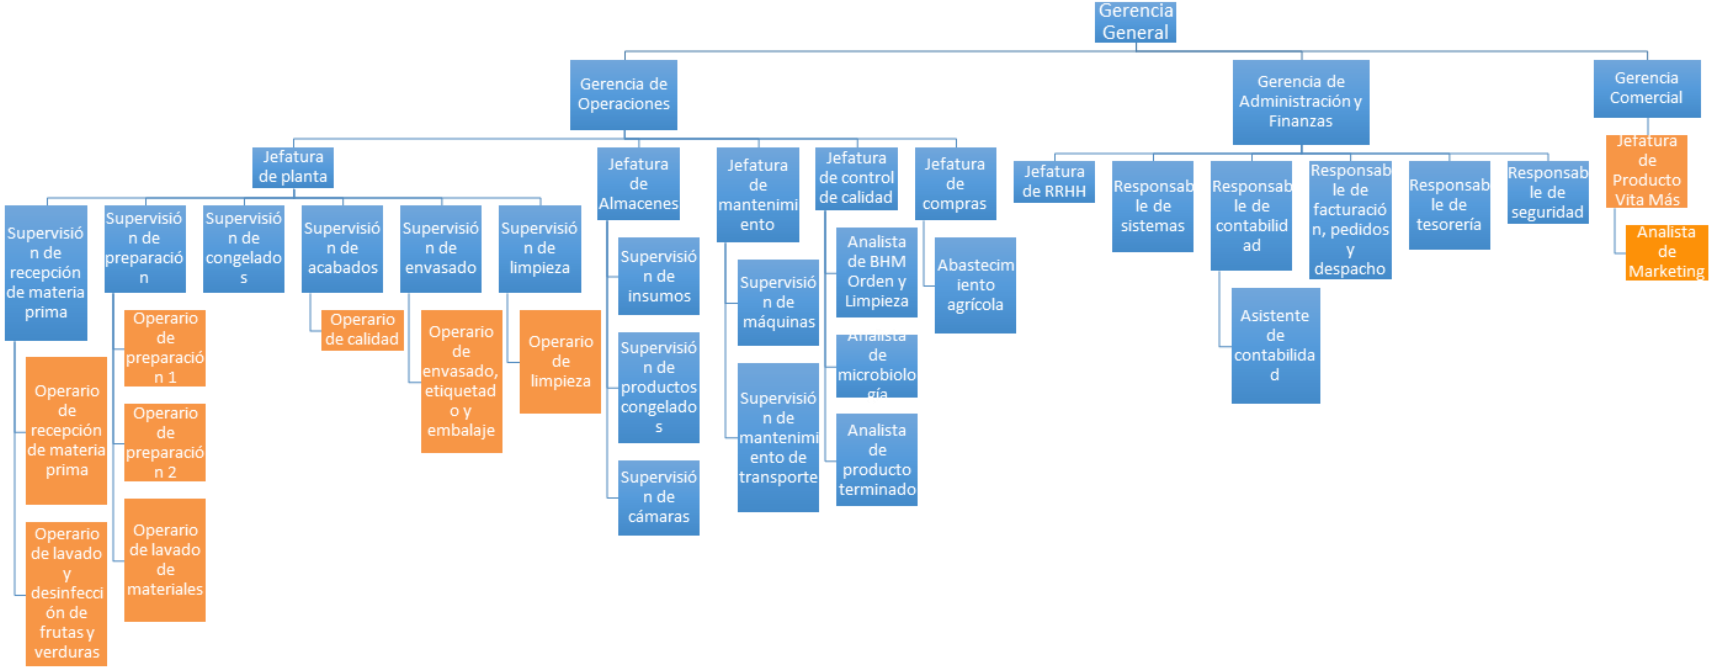 Gerencia
General
Gerencia de
Operaciones
Gerencia de
Administración y
Finanzas
Gerencia
Comercial
Jefatura
de planta
Jefatura
de
Almacenes
Jefatura
de
mantenimi
ento
Jefatura
de control
de calidad
Jefatura
de
compras
Jefatura
de RRHH
Responsab
le de
sistemas
Responsab
le de
contabilid
ad
Responsab
le de
facturació
n, pedidos
y
despacho
Responsab
le de
tesorería
Responsab
le de
seguridad
Jefatura
de
Producto
Vita Más
Analista
de
Marketing
Supervisió
n de
recepción
de materia
prima
Supervisió
n de
preparació
n
Supervisió
n de
congelado
s
Supervisió
n de
acabados
Supervisió
n de
envasado
Supervisió
n de
limpieza
Operario
de
recepción
de materia
prima
Operario
de lavado
y
desinfecci
ón de
frutas y
verduras
Operario
de
preparació
n 1
Operario
de
preparació
n 2
Operario
de lavado
de
materiales
Operario
de calidad
Operario
de
envasado,
etiquetad
o y
embalaje
Operario
de
limpieza
Supervisió
n de
insumos
Supervisió
n de
productos
congelado
s
Supervisió
n de
cámaras
Supervisió
n de
máquinas
Supervisió
n de
mantenimi
ento de
transporte
Analista
de BHM
Orden y
Limpieza
Analista
de
microbiolo
gía
Analista
de
producto
terminado
Abastecim
iento
agrícola
Asistente
de
contabilida
d